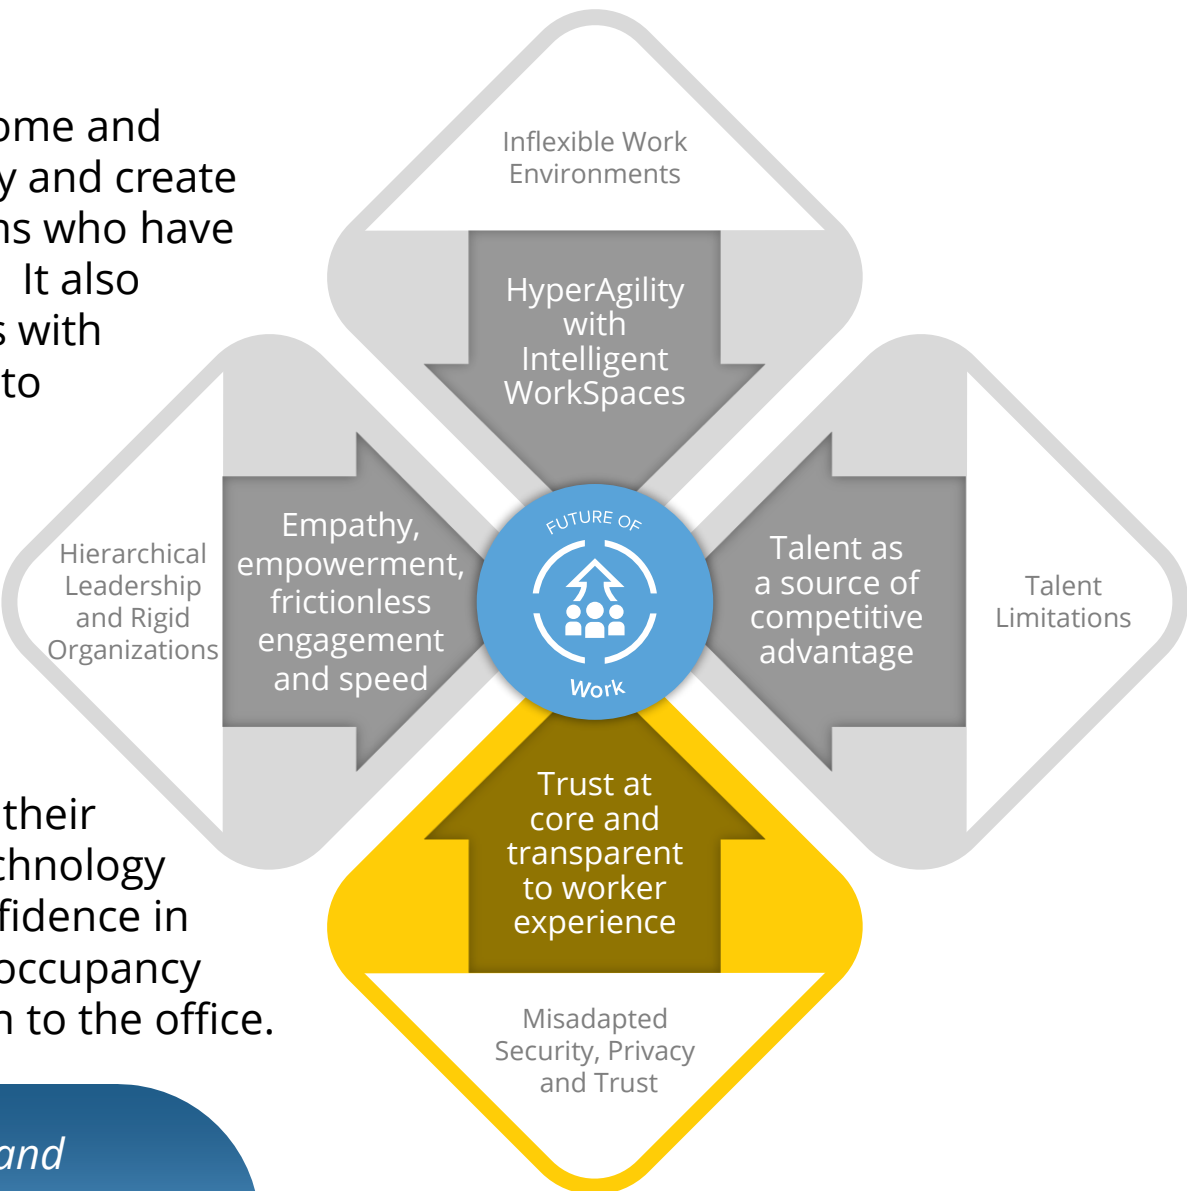 ome and
y and create
ns who have
It also
s with
to
their
chnology
fidence in
occupancy
n to the office.
and
Inflexible Work
Environments
HyperAgility
with
Intelligent
WorkSpaces
Hierarchical
Leadership
and Rigid
Organizations
Empathy,
empowerment,
frictionless
engagement
and speed
FUTURE OF
Work
Talent as
a source of
competitive
advantage
Talent
Limitations
Trust at
core and
transparent
to worker
experience
Misadapted
Security, Privacy
and Trust